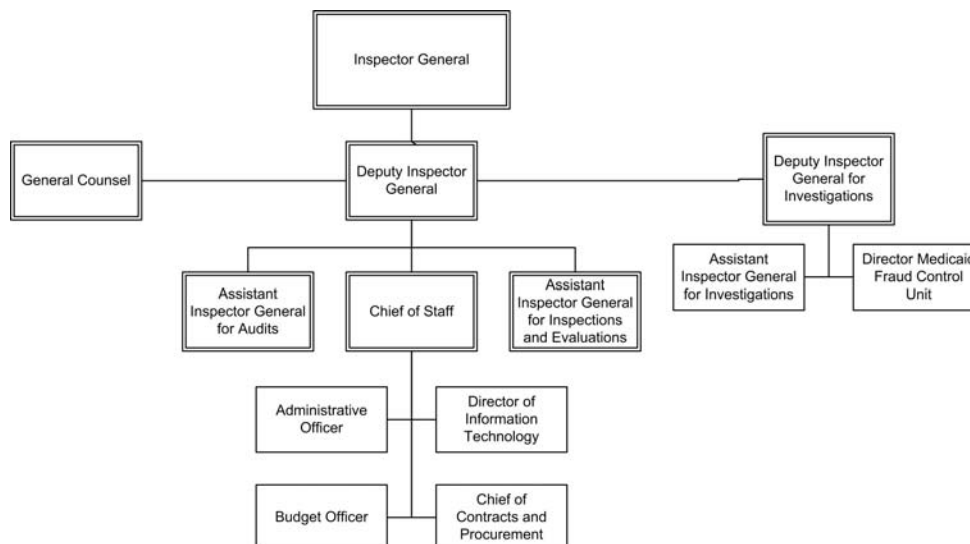 Inspector General
General Counsel
Deputy Inspector
General
Deputy Inspector
General for
Investigations
Assistant
Inspector General
for Investigations
Director Medicaid
Fraud Control
Unit
Assistant
Inspector General
for Audits
Chief of Staff
Assistant
Inspector General
for Inspections
and Evaluations
Administrative
Officer
Director of
Information
Technology
Budget Officer
Chief of
Contracts and
Procurement